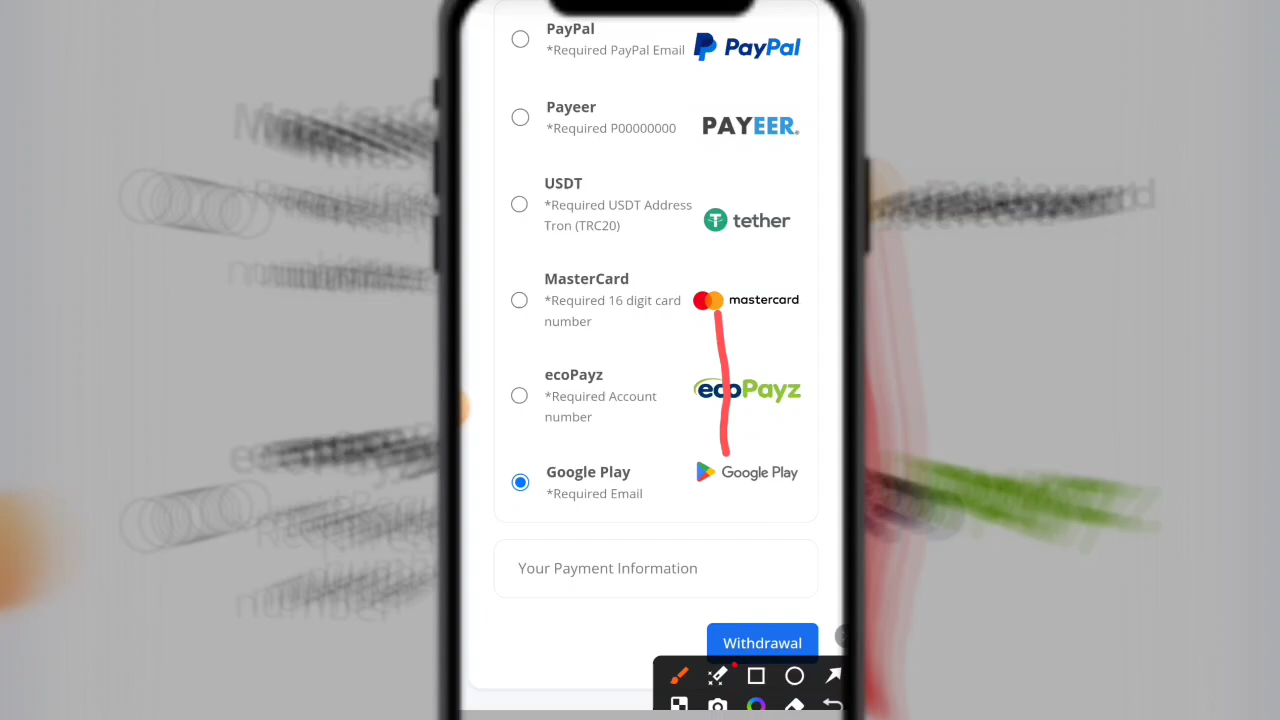 PayPal
*Required PayPal Email
PayPal
Payeer
*Required P00000000
PAYEER®
USDT
*Required USDT Address
Tron (TRC20)
tether
MasterCard
*Required 16 digit card
number
mastercard
ecoPayz
*Required Account
number
ecoPayz
Google Play
*Required Email
Google Play
Your Payment Information
Withdrawal